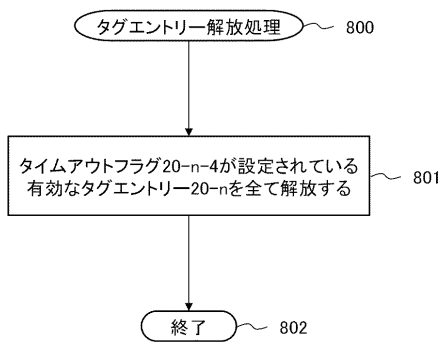 タグエントリー解放処理
800
タイムアウトフラグ20-n-4が設定されている
有効なタグエントリー20-nを全て解放する
801
終了
802